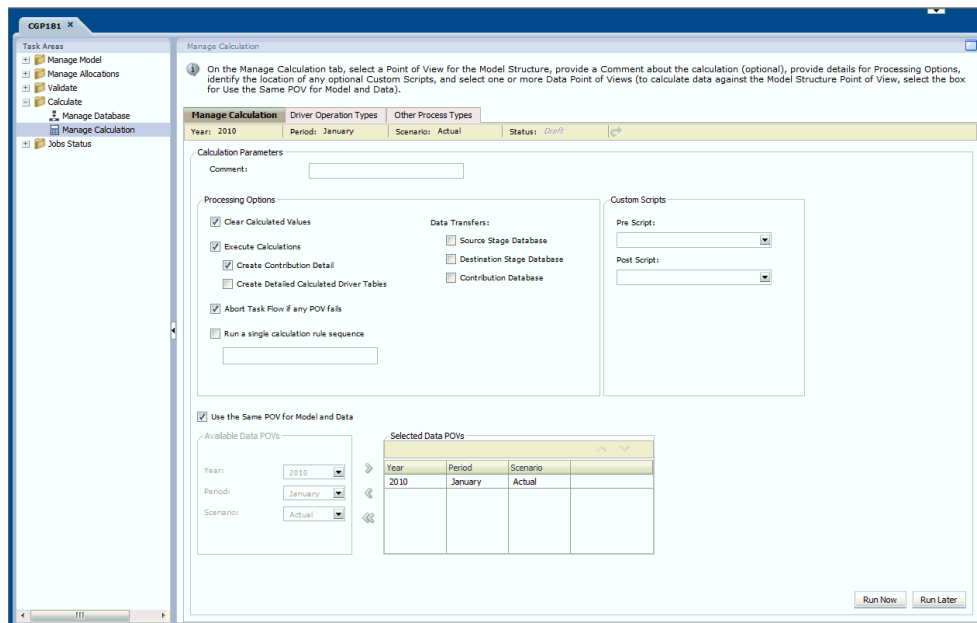 CGP181 ×
Task Areas
Manage Model
Manage Allocations
Validate
Calculate
Manage Database
Manage Calculation
Jobs Status
Manage Calculation
On the Manage Calculation tab, select a Point of View for the Model Structure, provide a Comment about the calculation (optional), provide details for Processing Options,
identify the location of any optional Custom Scripts, and select one or more Data Point of Views (to calculate data against the Model Structure Point of View, select the box
for Use the Same POV for Model and Data).
Manage Calculation Driver Operation Types Other Process Types
Year: 2010 Period: January Scenario: Actual Status: Draft
Calculation Parameters
Comment:
Processing Options
Clear Calculated Values
Execute Calculations
Create Contribution Detail
Create Detailed Calculated Driver Tables
Abort Task Flow if any POV fails
Run a single calculation rule sequence
Data Transfers:
Source Stage Database
Destination Stage Database
Contribution Database
Custom Scripts
Pre Script:
Post Script:
Use the Same POV for Model and Data
Available Data POVs
Year: 2010
Period: January
Scenario: Actual
Selected Data POVs
Year Period Scenario
2010 January Actual
Run Now Run Later